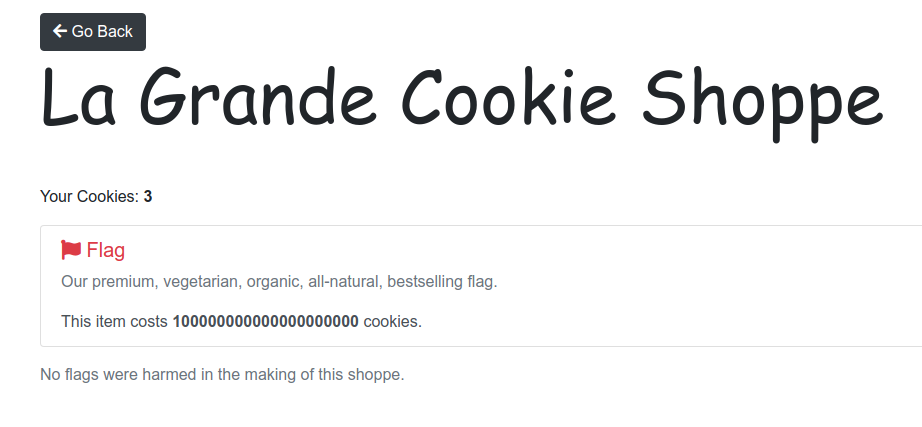 Go Back
La Grande Cookie Shoppe
Your Cookies: 3
Flag
Our premium, vegetarian, organic, all-natural, bestselling flag.
This item costs 100000000000000000000 cookies.
No flags were harmed in the making of this shoppe.